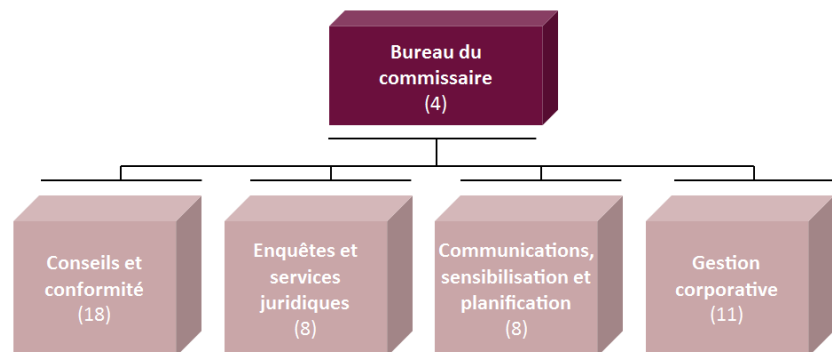 Bureau du
commissaire
(4)
Conseils et
conformité
(18)
Enquêtes et
services
juridiques
(8)
Communications,
sensibilisation et
planification
(8)
Gestion
corporative
(11)